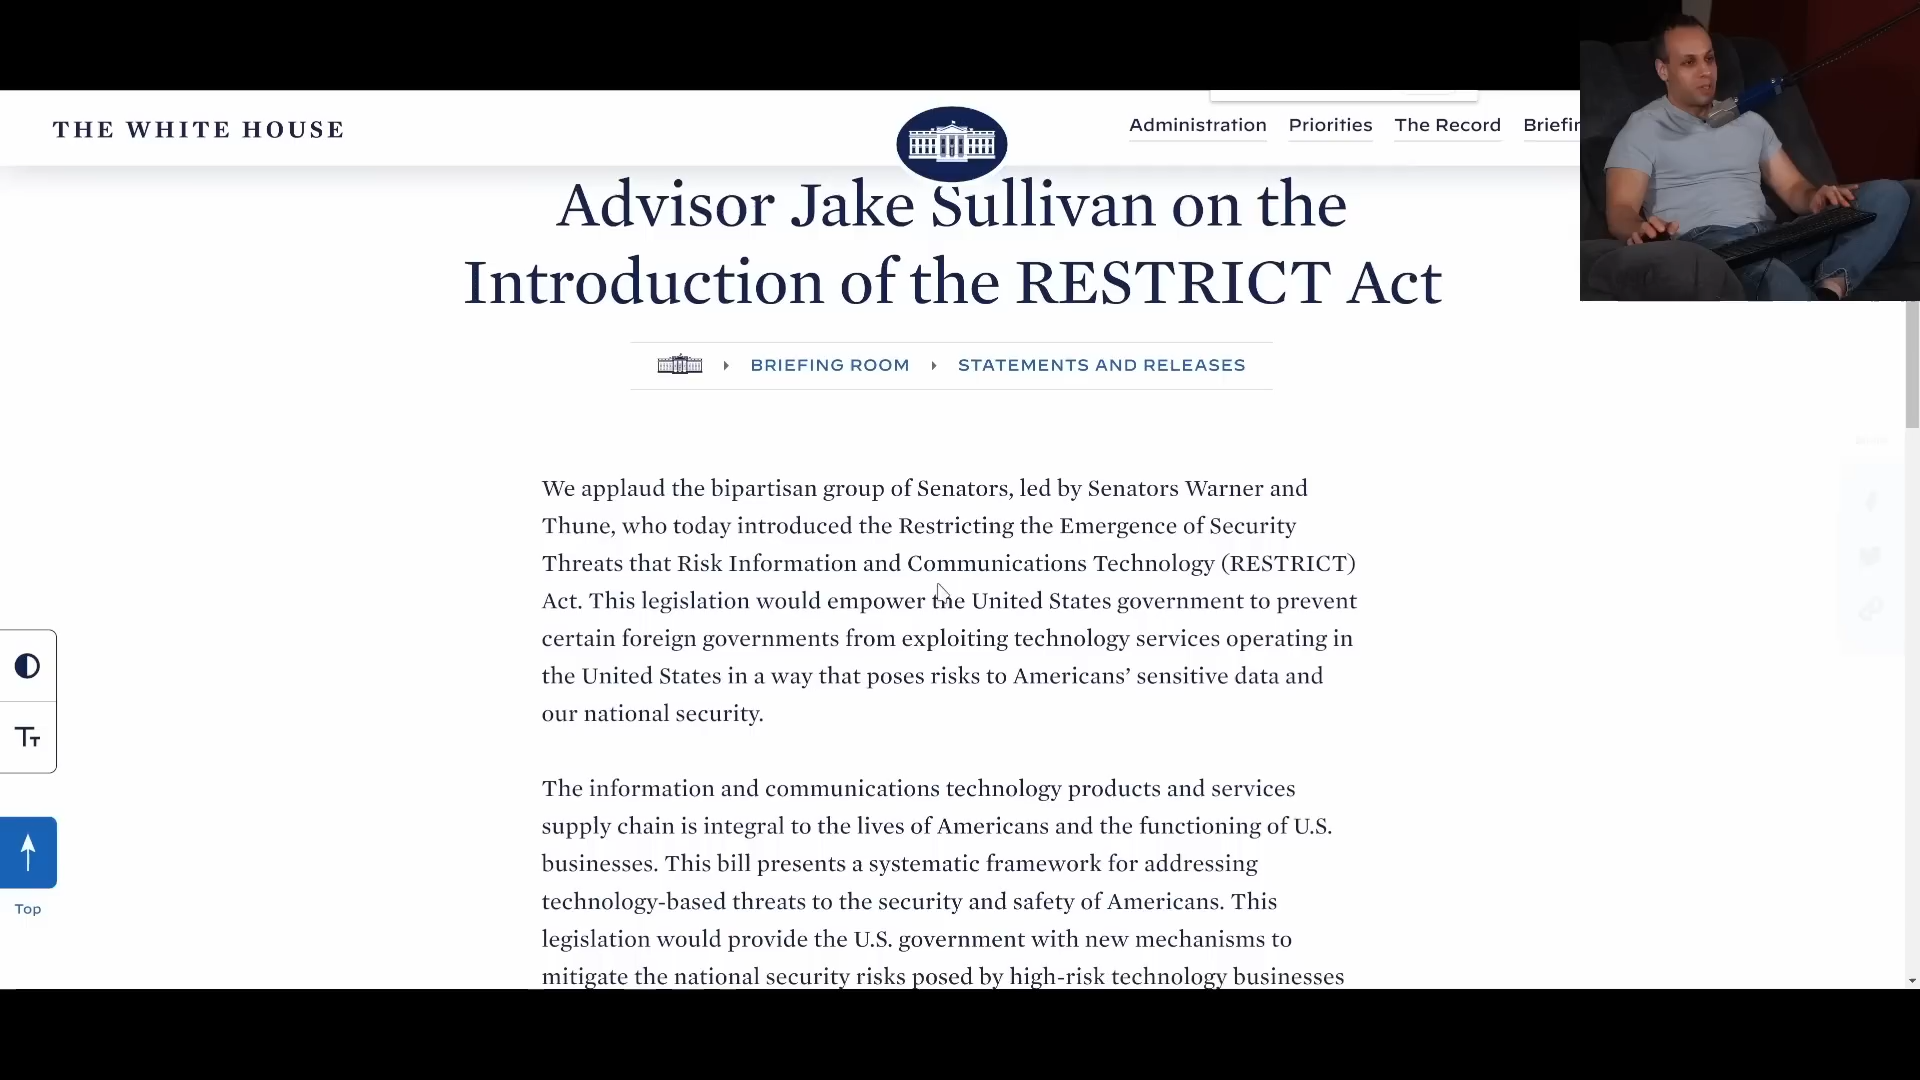 THE WHITE HOUSE
Administration
Priorities
The Record
Briefin
Advisor Jake Sullivan on the
Introduction of the RESTRICT Act
BRIEFING ROOM
STATEMENTS AND RELEASES
We applaud the bipartisan group of Senators, led by Senators Warner and
Thune, who today introduced the Restricting the Emergence of Security
Threats that Risk Information and Communications Technology (RESTRICT)
Act. This legislation would empower the United States government to prevent
certain foreign governments from exploiting technology services operating in
the United States in a way that poses risks to Americans’ sensitive data and
our national security.
The information and communications technology products and services
supply chain is integral to the lives of Americans and the functioning of U.S.
businesses. This bill presents a systematic framework for addressing
technology-based threats to the security and safety of Americans. This
legislation would provide the U.S. government with new mechanisms to
mitigate the national security risks posed by high-risk technology businesses
TT
Top